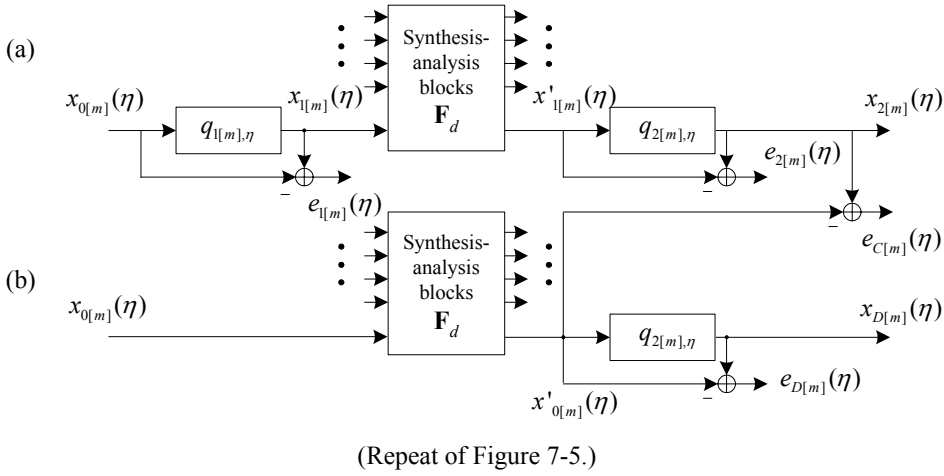 (a)
x_{0[m]}(η)
q_{1[m],η}
x_{1[m]}(η)
–
e_{1[m]}(η)
Synthesis-
analysis
blocks
F_d
x'_{1[m]}(η)
q_{2[m],η}
x_{2[m]}(η)
–
e_{2[m]}(η)
–
e_{C[m]}(η)
(b)
x_{0[m]}(η)
Synthesis-
analysis
blocks
F_d
x'_{0[m]}(η)
q_{2[m],η}
x_{D[m]}(η)
–
e_{D[m]}(η)
(Repeat of Figure 7-5.)